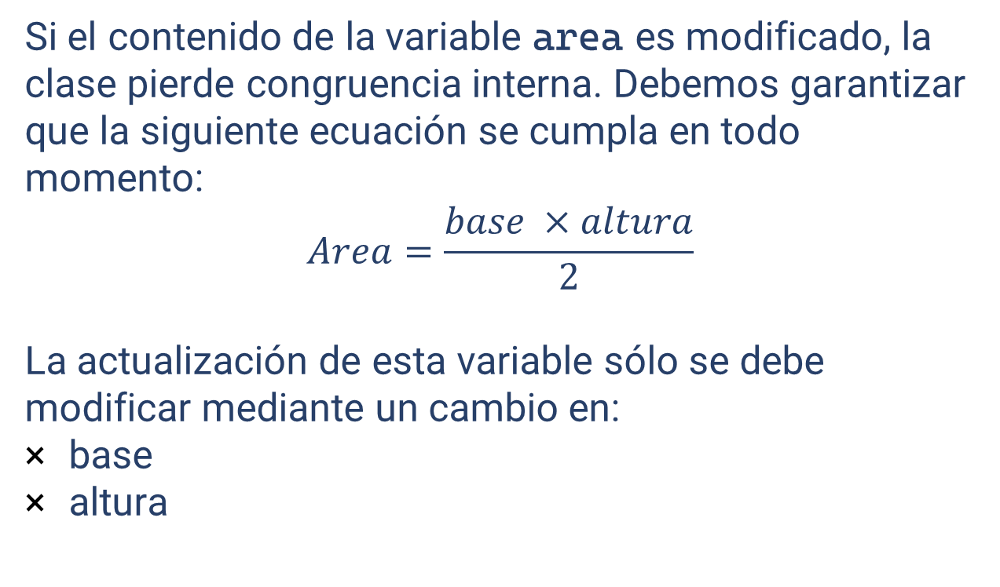 Si el contenido de la variable area es modificado, la
clase pierde congruencia interna. Debemos garantizar
que la siguiente ecuación se cumpla en todo
momento:
base × altura
Area =
2
La actualización de esta variable sólo se debe
modificar mediante un cambio en:
× base
× altura